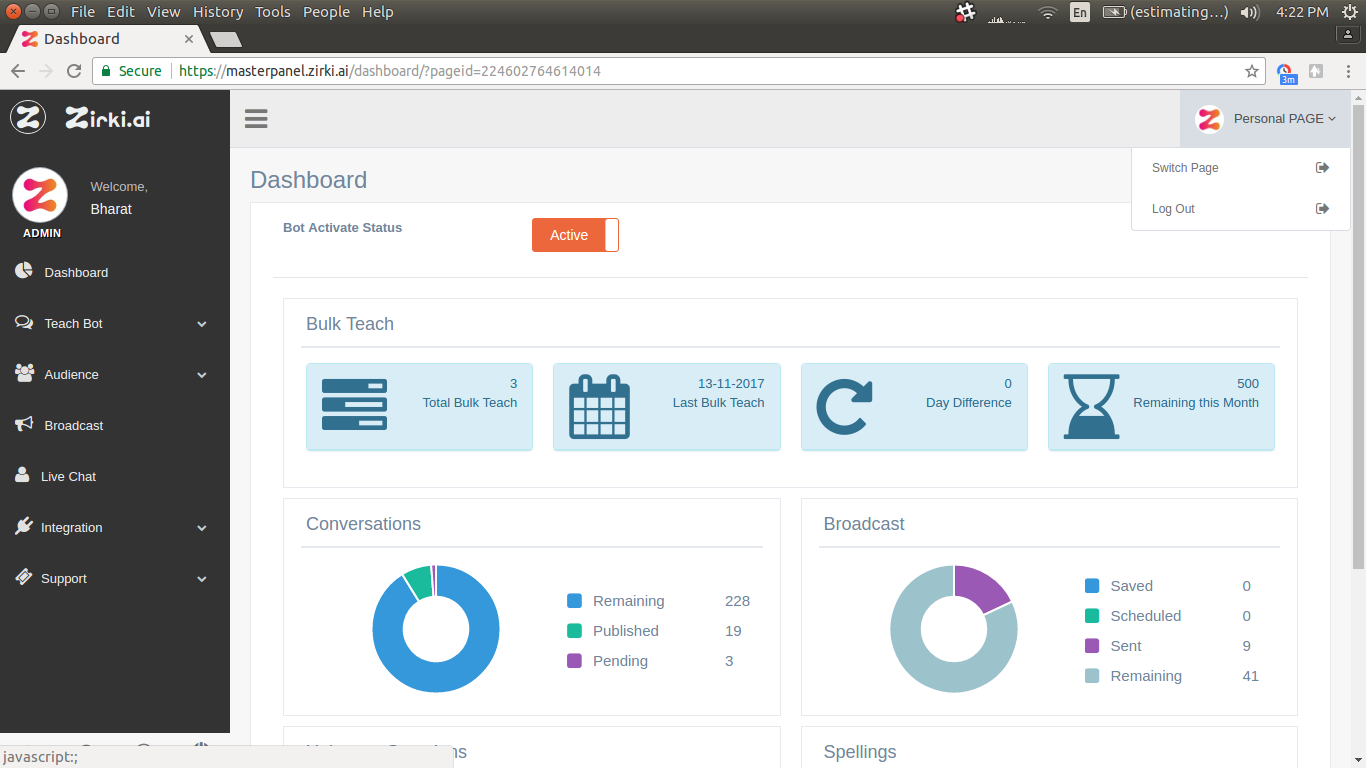 File Edit View History Tools People Help
En (estimating...) 4:22 PM
Dashboard
Secure https://masterpanel.zirki.ai/dashboard/?pageid=224602764614014
3m
Zirki.ai
Personal PAGE
Switch Page
Log Out
Welcome,
Bharat
ADMIN
Dashboard
Teach Bot
Audience
Broadcast
Live Chat
Integration
Support
Dashboard
Bot Activate Status
Active
Bulk Teach
3
Total Bulk Teach
13-11-2017
Last Bulk Teach
0
Day Difference
500
Remaining this Month
Conversations
Remaining 228
Published 19
Pending 3
Broadcast
Saved 0
Scheduled 0
Sent 9
Remaining 41
Spellings
javascript:;